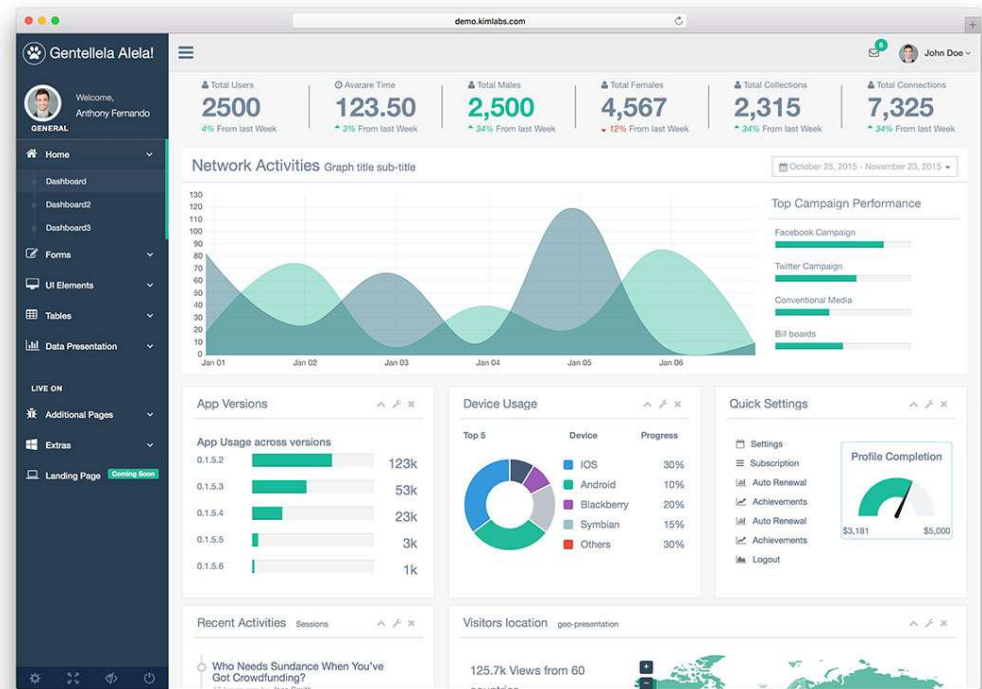 demo.kimlabs.com
6
Gentellela Alela!
John Doe
Welcome,
Anthony Fernando
GENERAL
Home
Dashboard
Dashboard2
Dashboard3
Forms
UI Elements
Tables
Data Presentation
LIVE ON
Additional Pages
Extras
Landing Page Coming Soon
Total Users
2500
4% From last Week
Avarare Time
123.50
3% From last Week
Total Males
2,500
34% From last Week
Total Females
4,567
12% From last Week
Total Collections
2,315
34% From last Week
Total Connections
7,325
34% From last Week
Network Activities Graph title sub-title
October 25, 2015 - November 23, 2015
130
120
110
100
90
80
70
60
50
40
30
20
10
0
Jan 01 Jan 02 Jan 03 Jan 04 Jan 05 Jan 06
Top Campaign Performance
Facebook Campaign
Twitter Campaign
Conventional Media
Bill boards
App Versions
App Usage across versions
0.1.5.2 123k
0.1.5.3 53k
0.1.5.4 23k
0.1.5.5 3k
0.1.5.6 1k
Device Usage
Top 5 Device Progress
IOS 30%
Android 10%
Blackberry 20%
Symbian 15%
Others 30%
Quick Settings
Settings
Subscription
Auto Renewal
Achievements
Auto Renewal
Achievements
Logout
Profile Completion
$3,181 $5,000
Recent Activities Sessions
Who Needs Sundance When You've
Got Crowdfunding?
Visitors location geo-presentation
125.7k Views from 60